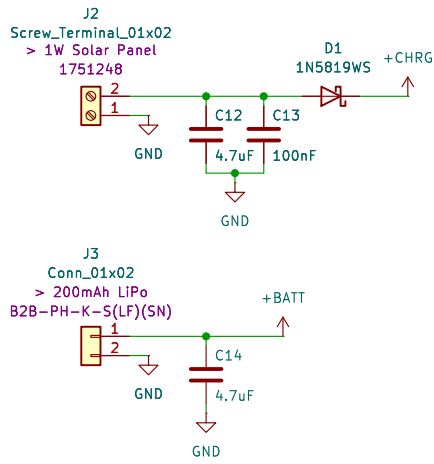 J2
Screw_Terminal_01x02
> 1W Solar Panel
1751248
D1
1N5819WS
+CHRG
2
1
GND
C12
4.7uF
C13
100nF
GND
J3
Conn_01x02
> 200mAh LiPo
B2B-PH-K-S(LF)(SN)
+BATT
1
2
GND
C14
4.7uF
GND